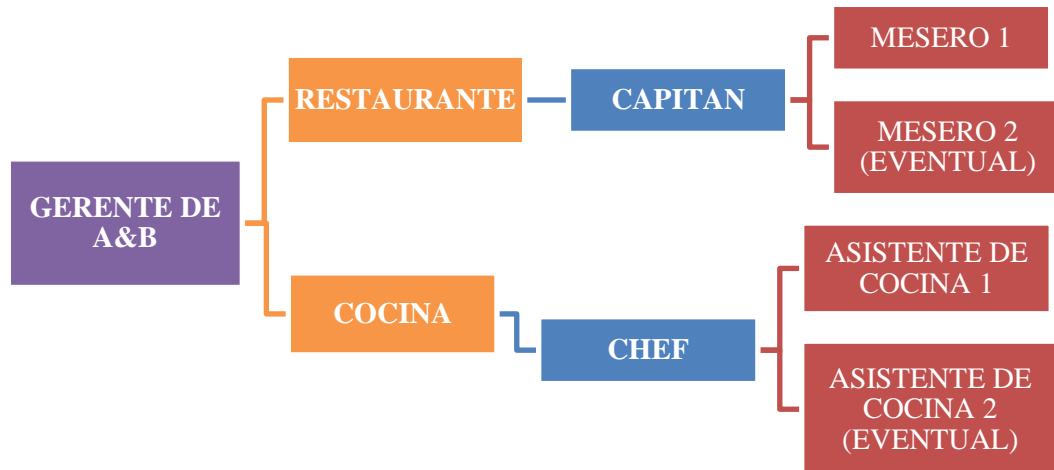 GERENTE DE
A&B
RESTAURANTE
CAPITAN
MESERO 1
MESERO 2
(EVENTUAL)
COCINA
CHEF
ASISTENTE DE
COCINA 1
ASISTENTE DE
COCINA 2
(EVENTUAL)